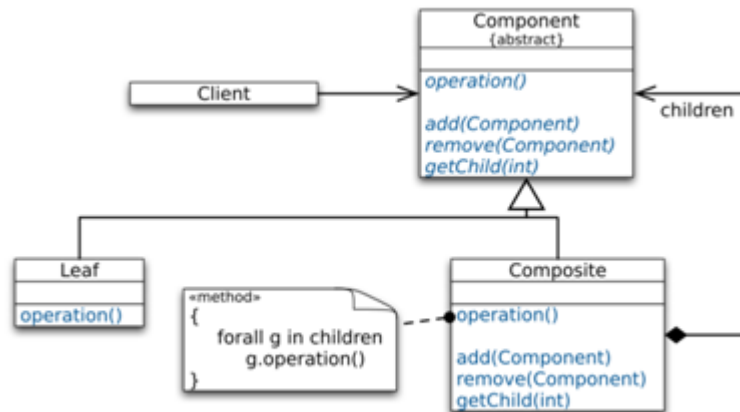 Component
{abstract}
operation()
add(Component)
remove(Component)
getChild(int)
Client
children
Leaf
operation()
«method»
{
forall g in children
g.operation()
}
Composite
operation()
add(Component)
remove(Component)
getChild(int)